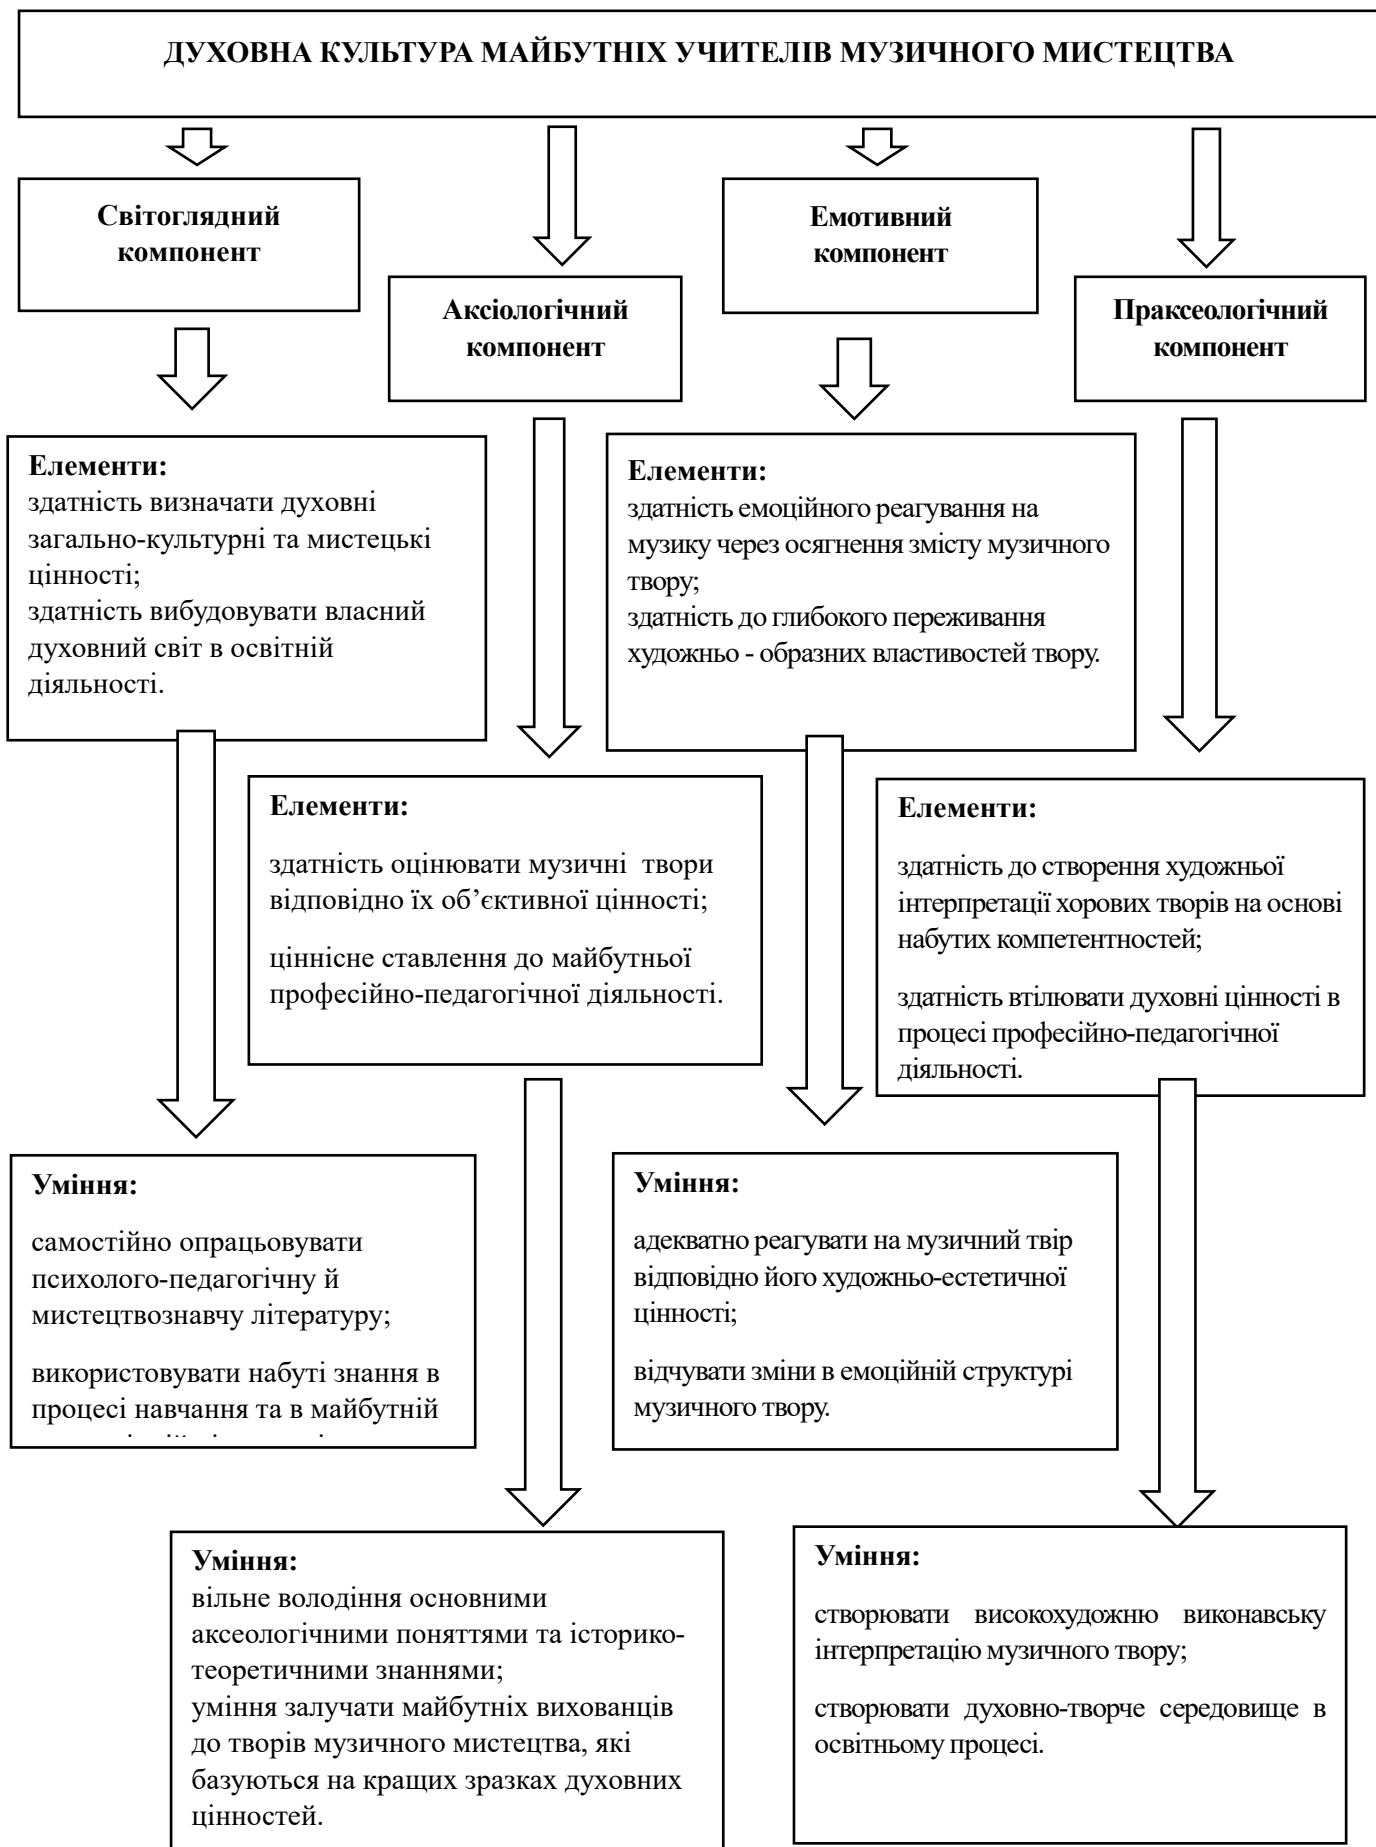 ДУХОВНА КУЛЬТУРА МАЙБУТНІХ УЧИТЕЛІВ МУЗИЧНОГО МИСТЕЦТВА
Світоглядний
компонент
Аксіологічний
компонент
Емотивний
компонент
Праксеологічний
компонент
Елементи:
здатність визначати духовні
загально-культурні та мистецькі
цінності;
здатність вибудовувати власний
духовний світ в освітній
діяльності.
Елементи:
здатність емоційного реагування на
музику через осягнення змісту музичного
твору;
здатність до глибокого переживання
художньо - образних властивостей твору.
Елементи:
здатність оцінювати музичні твори
відповідно їх об’єктивної цінності;
ціннісне ставлення до майбутньої
професійно-педагогічної діяльності.
Елементи:
здатність до створення художньої
інтерпретації хорових творів на основі
набутих компетентностей;
здатність втілювати духовні цінності в
процесі професійно-педагогічної
діяльності.
Уміння:
самостійно опрацьовувати
психолого-педагогічну й
мистецтвознавчу літературу;
використовувати набуті знання в
процесі навчання та в майбутній
Уміння:
адекватно реагувати на музичний твір
відповідно його художньо-естетичної
цінності;
відчувати зміни в емоційній структурі
музичного твору.
Уміння:
вільне володіння основними
аксеологічними поняттями та історико-
теоретичними знаннями;
уміння залучати майбутніх вихованців
до творів музичного мистецтва, які
базуються на кращих зразках духовних
цінностей.
Уміння:
створювати високохудожню виконавську
інтерпретацію музичного твору;
створювати духовно-творче середовище в
освітньому процесі.